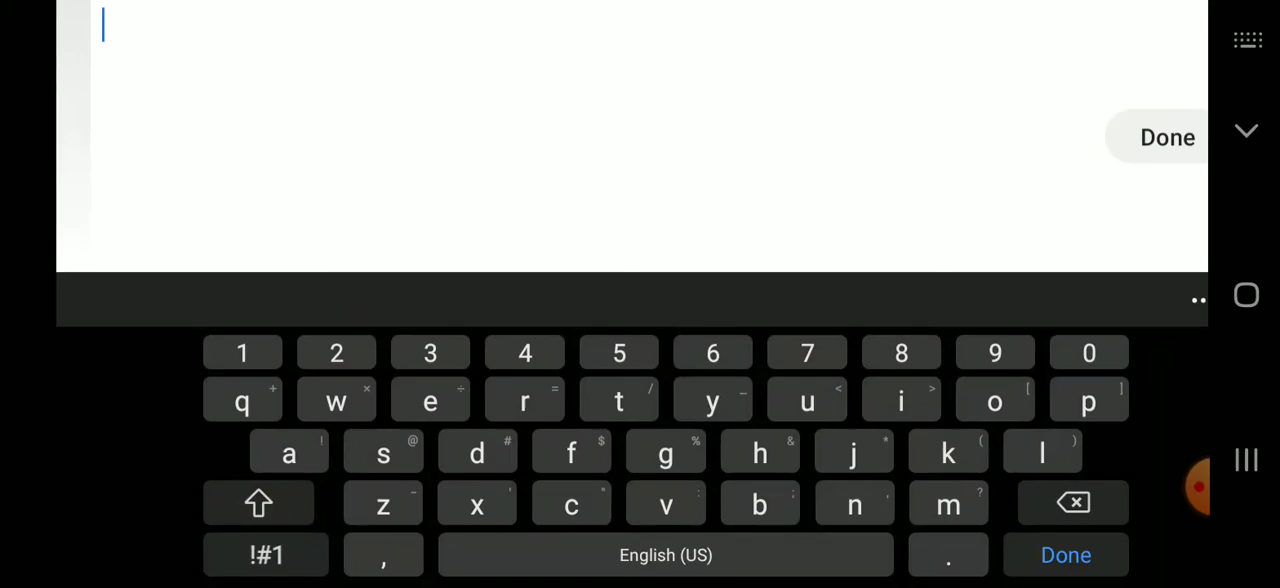 Done
1 2 3 4 5 6 7 8 9 0
q + w × e ÷ r = t / y _ u < i > o [ p ]
a ! s @ d # f $ g % h & j * k ( l )
z - x ' c " v : b ; n , m ?
!#1 , English (US) . Done